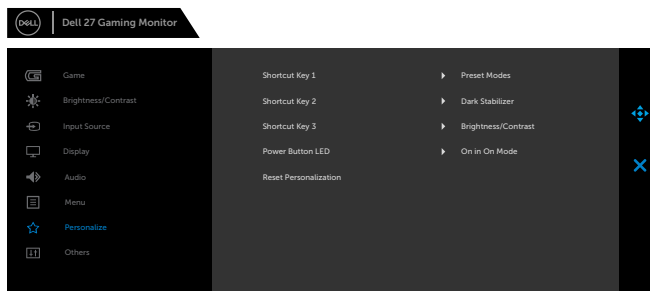 DELL
Dell 27 Gaming Monitor
Game
Shortcut Key 1
Preset Modes
Brightness/Contrast
Shortcut Key 2
Dark Stabilizer
Input Source
Shortcut Key 3
Brightness/Contrast
Display
Power Button LED
On in On Mode
Audio
Reset Personalization
Menu
Personalize
Others